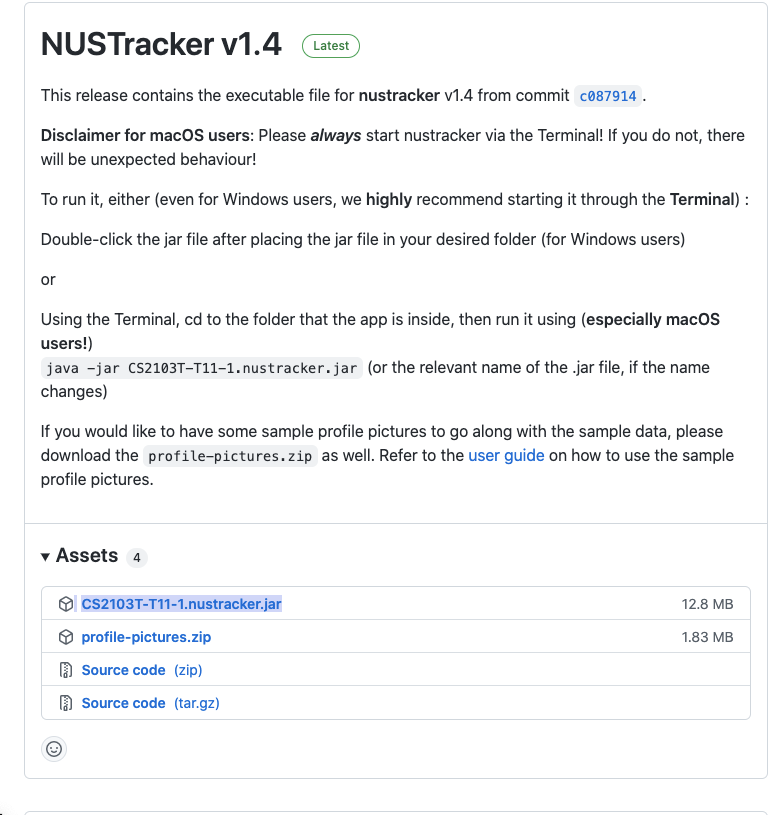 NUSTracker v1.4 Latest
This release contains the executable file for nustracker v1.4 from commit c087914.
Disclaimer for macOS users: Please always start nustracker via the Terminal! If you do not, there
will be unexpected behaviour!
To run it, either (even for Windows users, we highly recommend starting it through the Terminal) :
Double-click the jar file after placing the jar file in your desired folder (for Windows users)
or
Using the Terminal, cd to the folder that the app is inside, then run it using (especially macOS
users!)
java -jar CS2103T-T11-1.nustracker.jar (or the relevant name of the .jar file, if the name
changes)
If you would like to have some sample profile pictures to go along with the sample data, please
download the profile-pictures.zip as well. Refer to the user guide on how to use the sample
profile pictures.
Assets 4
CS2103T-T11-1.nustracker.jar 12.8 MB
profile-pictures.zip 1.83 MB
Source code (zip)
Source code (tar.gz)